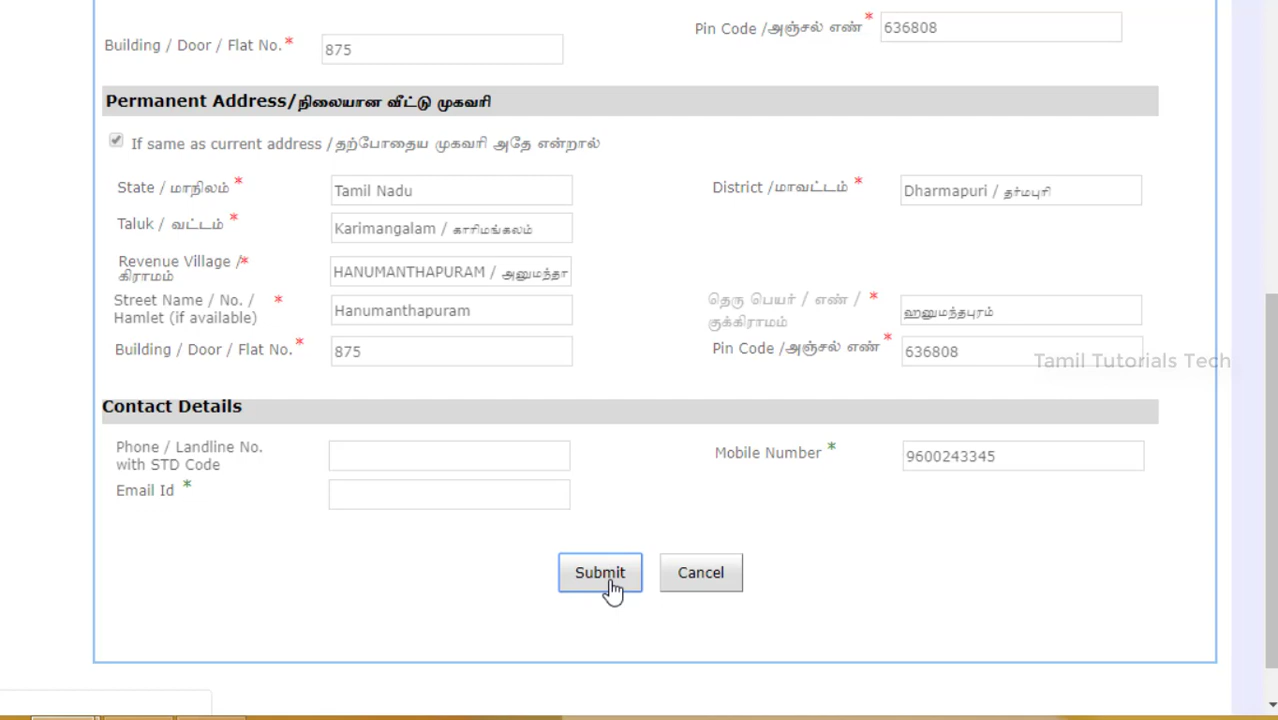 Pin Code /அஞ்சல் எண் * 636808
Building / Door / Flat No. * 875
Permanent Address/நிலையான வீட்டு முகவரி
If same as current address /தற்போதைய முகவரி அதே என்றால்
State / மாநிலம் * Tamil Nadu District /மாவட்டம் * Dharmapuri / தர்மபுரி
Taluk / வட்டம் * Karimangalam / காரிமங்கலம்
Revenue Village /* HANUMANTHAPURAM / அனுமந்தா
கிராமம்
Street Name / No. / * Hanumanthapuram தெரு பெயர் / எண் / * ஹனுமந்தபுரம்
Hamlet (if available) குக்கிராமம்
Building / Door / Flat No. * 875 Pin Code /அஞ்சல் எண் * 636808
Tamil Tutorials Tech
Contact Details
Phone / Landline No. Mobile Number * 9600243345
with STD Code
Email Id *
Submit Cancel